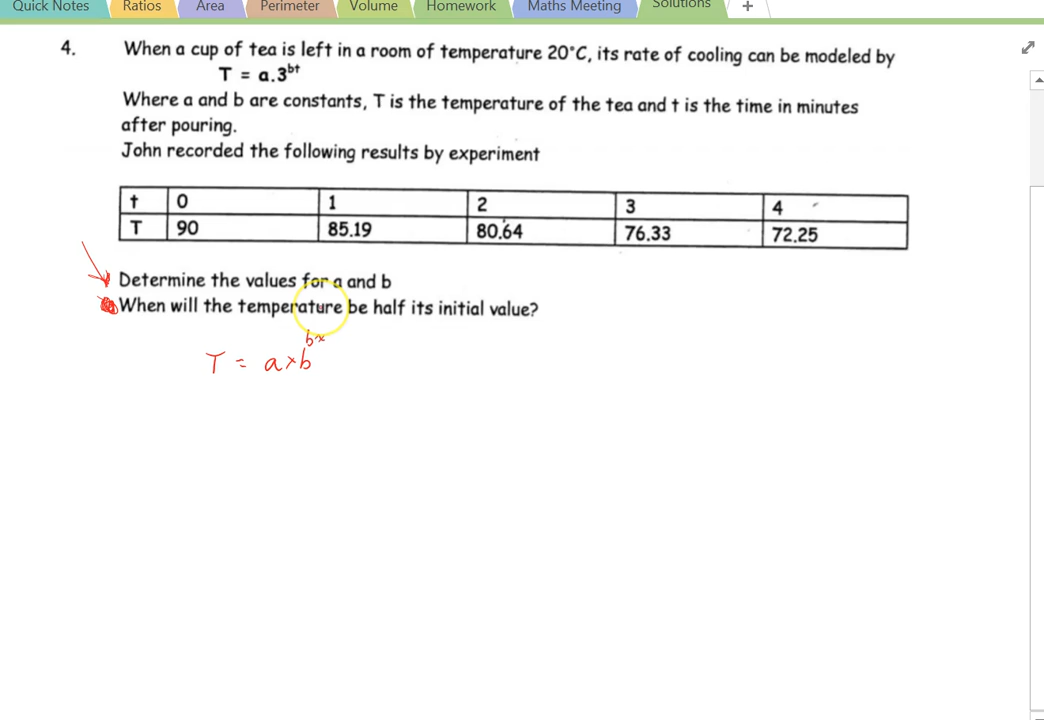 Quick Notes Ratios Area Perimeter Volume Homework Maths Meeting Solutions +
4. When a cup of tea is left in a room of temperature 20°C, its rate of cooling can be modeled by
T = a.3^bt
Where a and b are constants, T is the temperature of the tea and t is the time in minutes
after pouring.
John recorded the following results by experiment
t 0 1 2 3 4
T 90 85.19 80.64 76.33 72.25
Determine the values for a and b
When will the temperature be half its initial value?
T = a×b^bx